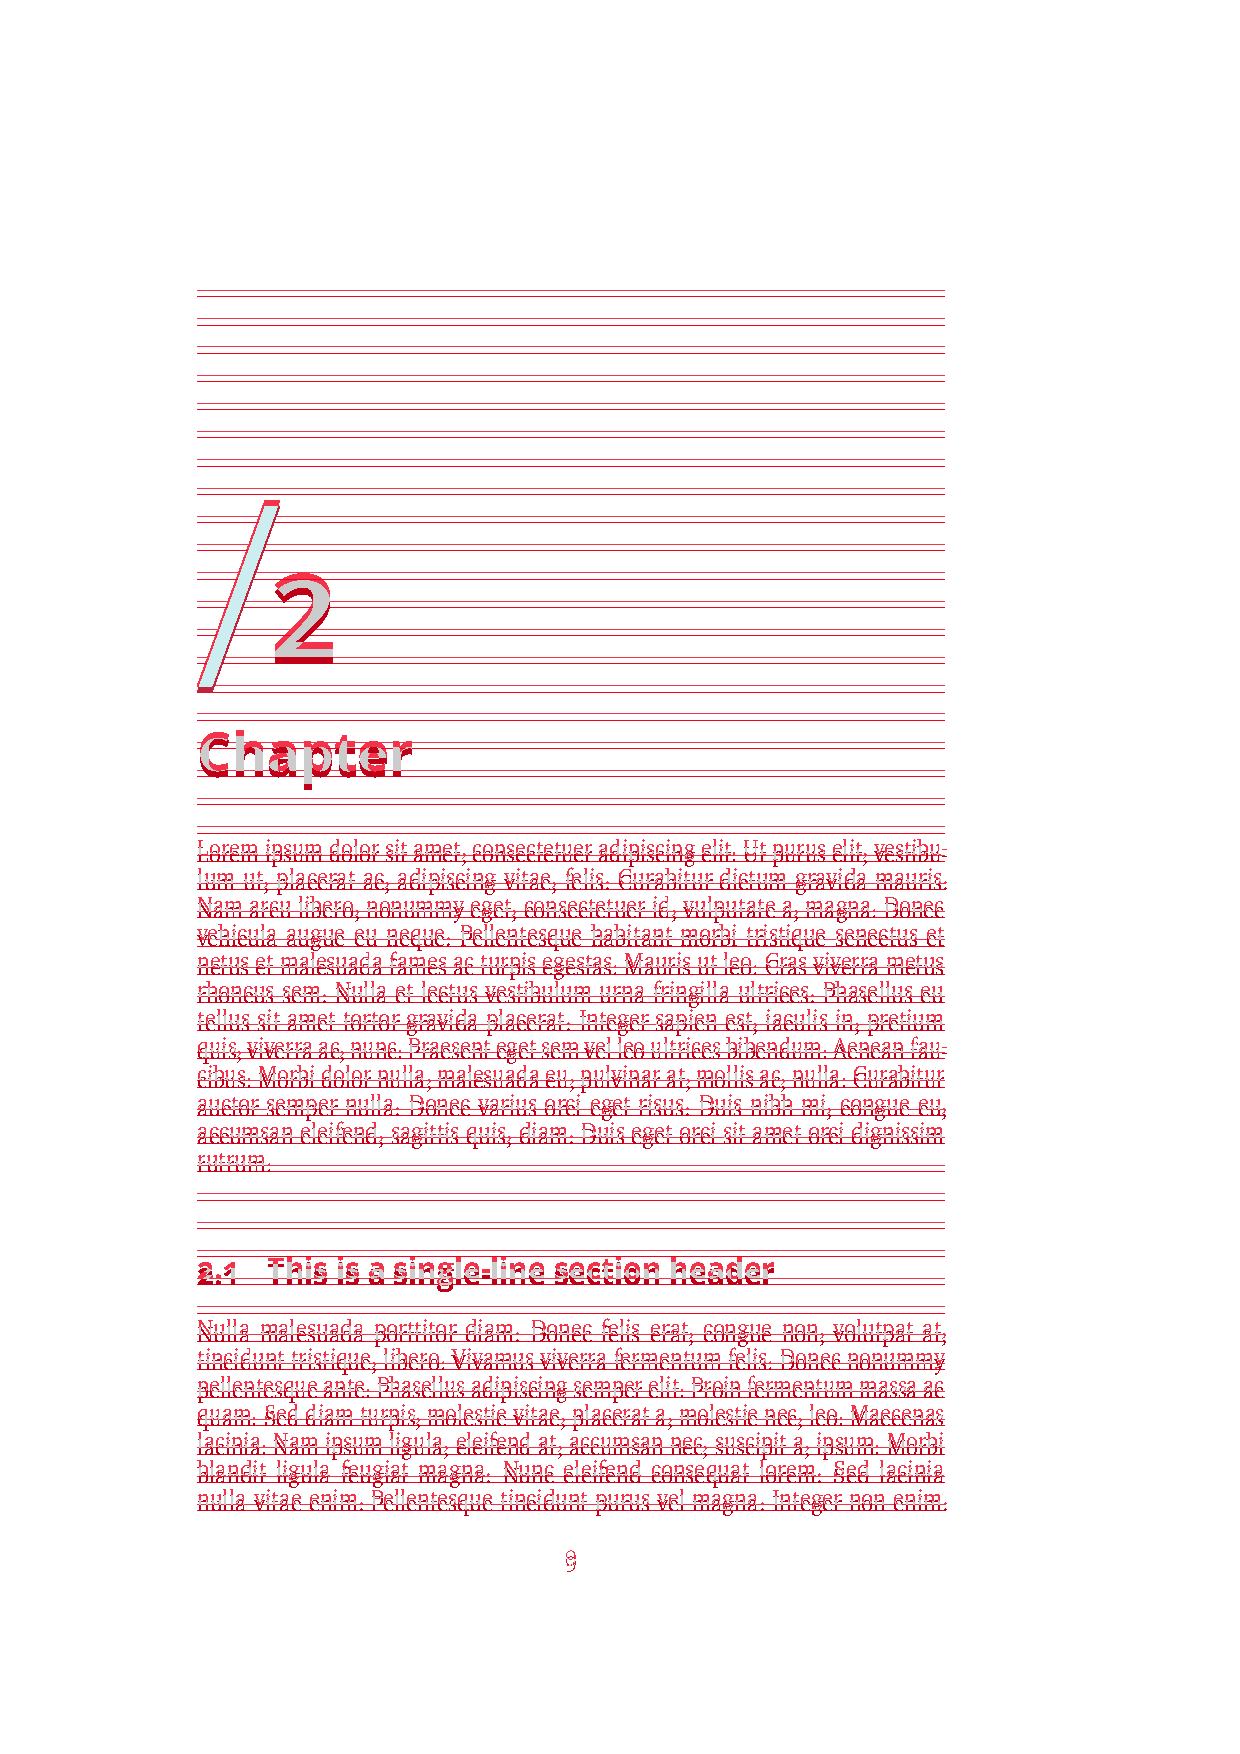 /2
Chapter
Lorem ipsum dolor sit amet, consectetuer adipiscing elit. Ut purus elit, vestibu-
lum ut, placerat ac, adipiscing vitae, felis. Curabitur dictum gravida mauris.
Nam arcu libero, nonummy eget, consectetuer id, vulputate a, magna. Donec
vehicula augue eu neque. Pellentesque habitant morbi tristique senectus et
netus et malesuada fames ac turpis egestas. Mauris ut leo. Cras viverra metus
rhoncus sem. Nulla et lectus vestibulum urna fringilla ultrices. Phasellus eu
tellus sit amet tortor gravida placerat. Integer sapien est, iaculis in, pretium
quis, viverra ac, nunc. Praesent eget sem vel leo ultrices bibendum. Aenean fau-
cibus. Morbi dolor nulla, malesuada eu, pulvinar at, mollis ac, nulla. Curabitur
auctor semper nulla. Donec varius orci eget risus. Duis nibh mi, congue eu,
accumsan eleifend, sagittis quis, diam. Duis eget orci sit amet orci dignissim
rutrum.
2.1 This is a single-line section header
Nulla malesuada porttitor diam. Donec felis erat, congue non, volutpat at,
tincidunt tristique, libero. Vivamus viverra fermentum felis. Donec nonummy
pellentesque ante. Phasellus adipiscing semper elit. Proin fermentum massa ac
quam. Sed diam turpis, molestie vitae, placerat a, molestie nec, leo. Maecenas
lacinia. Nam ipsum ligula, eleifend at, accumsan nec, suscipit a, ipsum. Morbi
blandit ligula feugiat magna. Nunc eleifend consequat lorem. Sed lacinia
nulla vitae enim. Pellentesque tincidunt purus vel magna. Integer non enim.
9